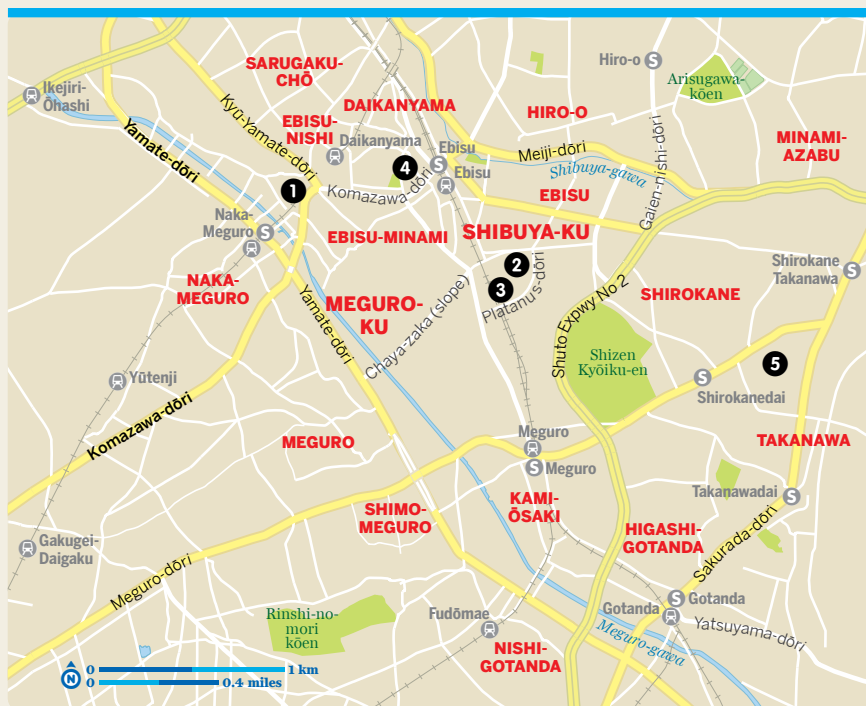 Hiro-o
Arisugawa-
kōen
SARUGAKU-
CHŌ
Ikejiri-
Ōhashi
DAIKANYAMA
HIRO-O
Kyū-Yamate-dōri
EBISU-
NISHI
Daikanyama
MINAMI-
AZABU
Yamate-dōri
Meiji-dōri
Ebisu
S
4
Shibuya-gawa
Gaien-nishi-dōri
Ebisu
1
Komazawa-dōri
EBISU
Naka-
Meguro
S
EBISU-MINAMI
SHIBUYA-KU
2
Shirokane
Takanawa
S
NAKA-
MEGURO
3
Platanus-dōri
SHIROKANE
MEGURO-
KU
Yamate-dōri
Chaya-zaka (slope)
Shuto Expwy No 2
Shizen
Kyōiku-en
5
Yūtenji
S
Shirokanedai
Komazawa-dōri
MEGURO
Meguro
TAKANAWA
S
Meguro
Takanawadai
S
SHIMO-
MEGURO
KAMI-
ŌSAKI
HIGASHI-
GOTANDA
Sakurada-dōri
Gakugei-
Daigaku
Meguro-dōri
Rinshi-no-
mori
kōen
Fudōmae
Gotanda
S
Gotanda
Meguro-gawa
Yatsuyama-dōri
NISHI-
GOTANDA
N
0 1 km
0 0.4 miles